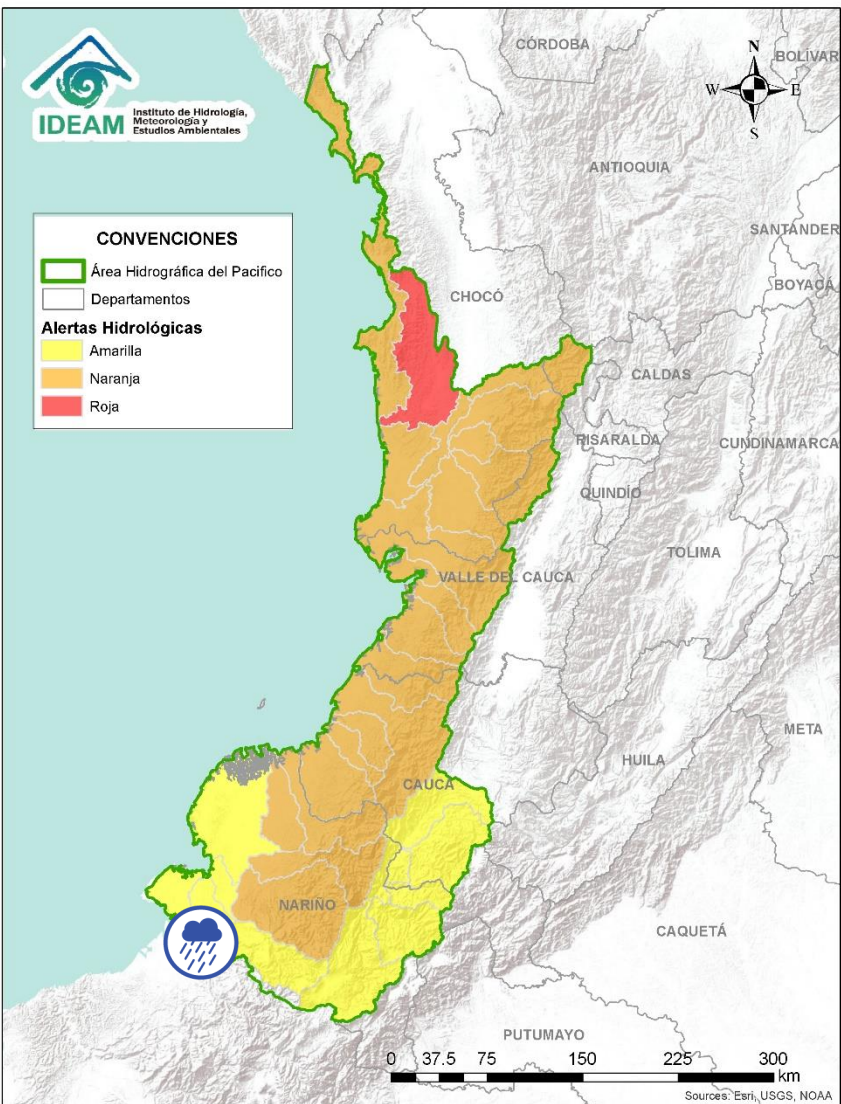 IDEAM
Instituto de Hidrología,
Meteorología y
Estudios Ambientales
N
W
E
S
CÓRDOBA
BOLÍVAR
ANTIOQUIA
SANTANDER
BOYACÁ
CHOCÓ
CALDAS
RISARALDA
CUNDINAMARCA
QUINDÍO
TOLIMA
VALLE DEL CAUCA
META
HUILA
CAUCA
NARIÑO
CAQUETÁ
PUTUMAYO
CONVENCIONES
Área Hidrográfica del Pacifico
Departamentos
Alertas Hidrológicas
Amarilla
Naranja
Roja
0 37.5 75 150 225 300
km
Sources: Esri, USGS, NOAA